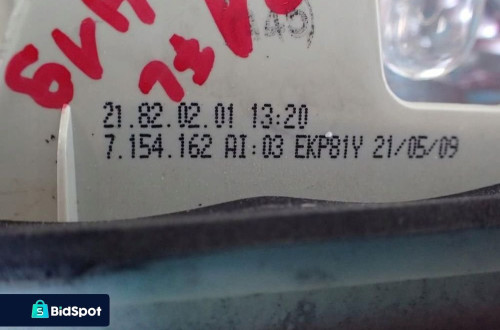 21.82.02.01 13:20
7.154.162 AI:03 EKP81Y 21/05/09
BidSpot